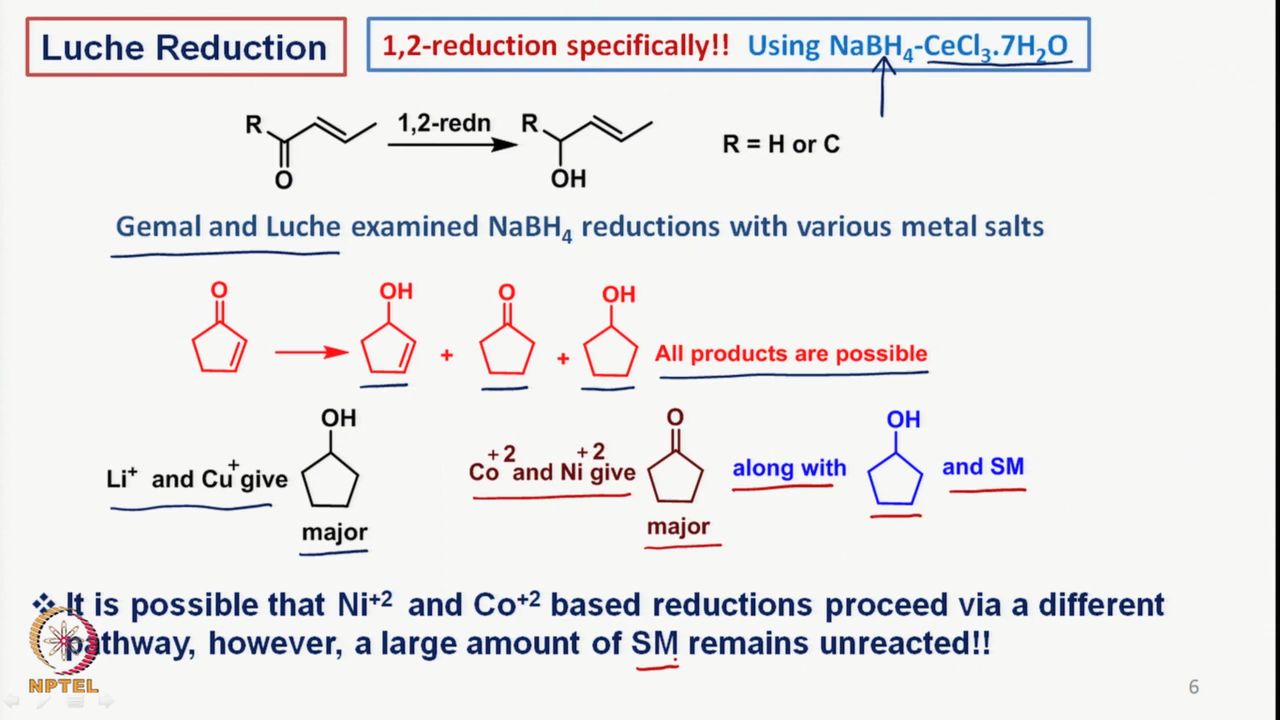 Luche Reduction
1,2-reduction specifically!! Using NaBH4-CeCl3.7H2O
R
O
1,2-redn
R
OH
R = H or C
Gemal and Luche examined NaBH4 reductions with various metal salts
O
OH
+
O
+
OH
All products are possible
Li+ and Cu+ give
OH
major
Co+2 and Ni+2 give
O
major
along with
OH
and SM
❖ It is possible that Ni+2 and Co+2 based reductions proceed via a different
pathway, however, a large amount of SM remains unreacted!!
NPTEL
6